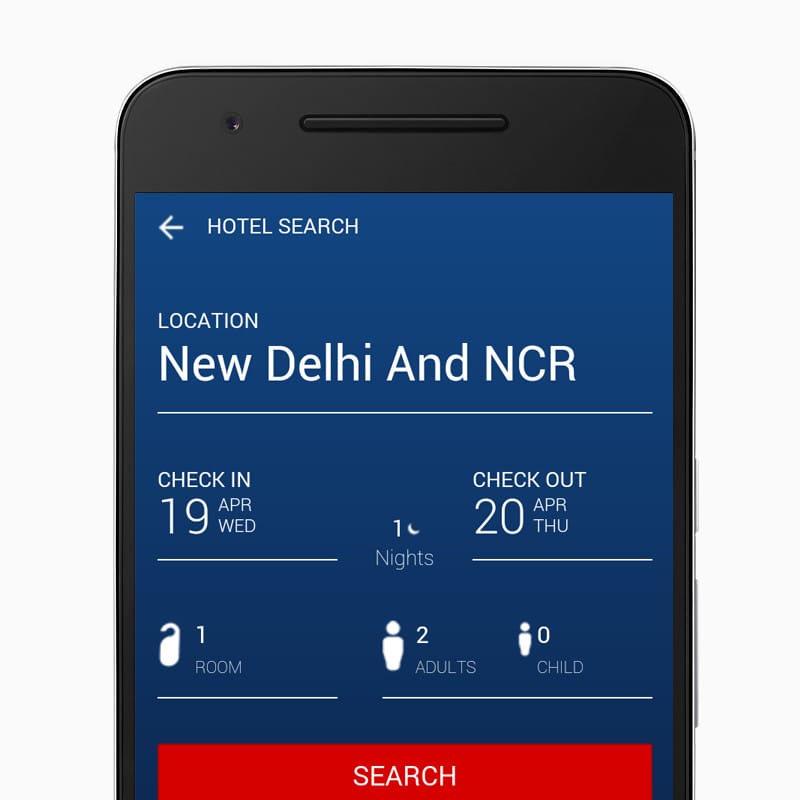 HOTEL SEARCH
LOCATION
New Delhi And NCR
CHECK IN
19 APR WED
1
Nights
CHECK OUT
20 APR THU
1
ROOM
2
ADULTS
0
CHILD
SEARCH